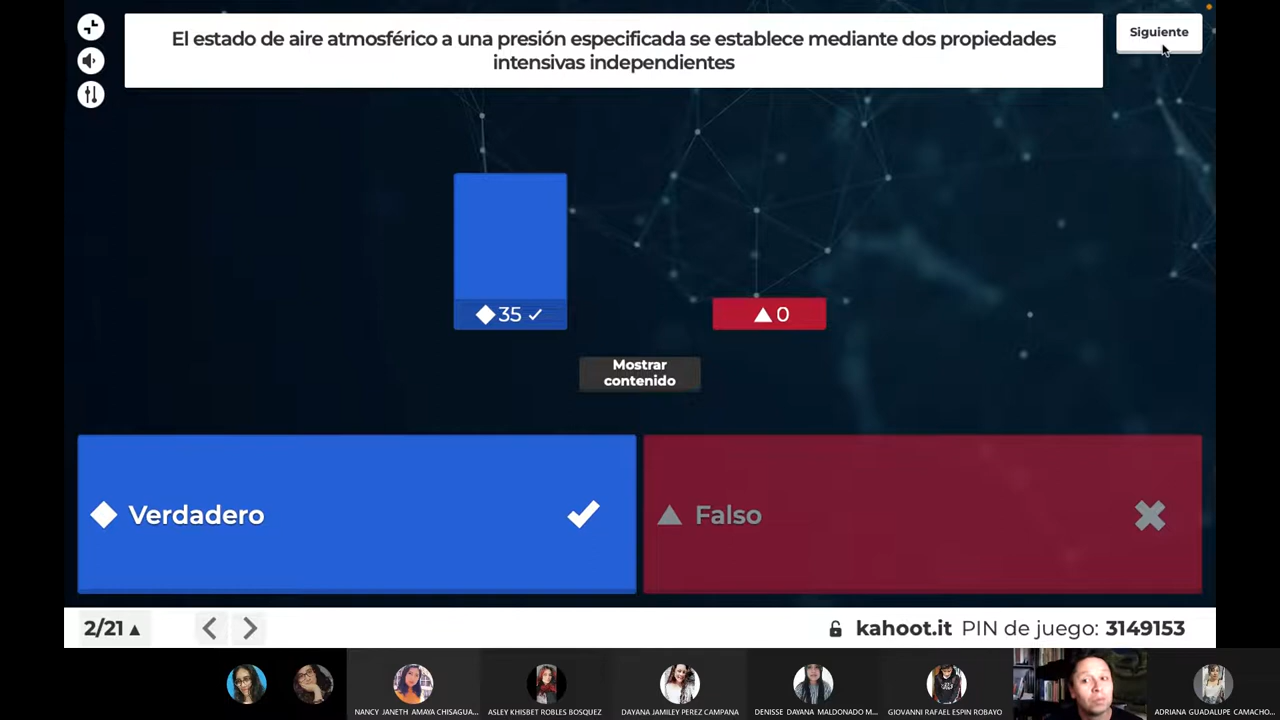 El estado de aire atmosférico a una presión especificada se establece mediante dos propiedades
intensivas independientes
Siguiente
35
0
Mostrar
contenido
Verdadero
Falso
2/21
kahoot.it PIN de juego: 3149153
NANCY JANETH AMAYA CHISAGUA...
ASLEY KHISBET ROBLES BOSQUEZ
DAYANA JAMILEY PEREZ CAMPANA
DENISSE DAYANA MALDONADO M...
GIOVANNI RAFAEL ESPIN ROBAYO
ADRIANA GUADALUPE CAMACHO...